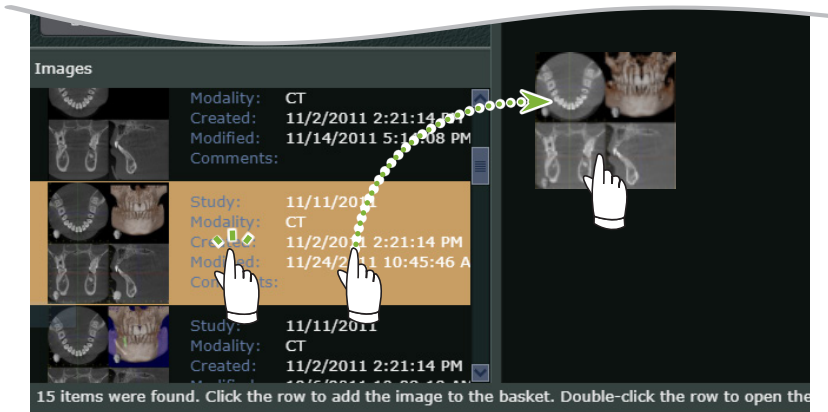 Images
Modality: CT
Created: 11/2/2011 2:21:14 PM
Modified: 11/14/2011 5:14:08 PM
Comments:
Study: 11/11/2011
Modality: CT
Created: 11/2/2011 2:21:14 PM
Modified: 11/24/2011 10:45:46 A
Comments:
Study: 11/11/2011
Modality: CT
Created: 11/2/2011 2:21:14 PM
15 items were found. Click the row to add the image to the basket. Double-click the row to open the